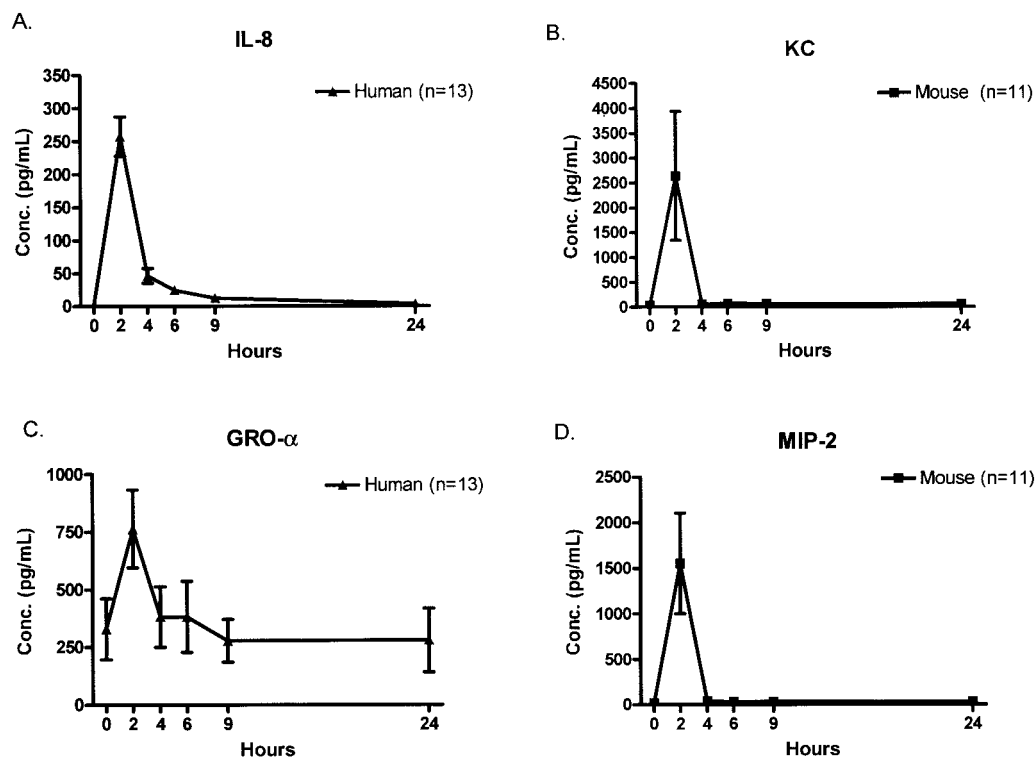 A.
IL-8
Human (n=13)
Conc. (pg/mL)
350
300
250
200
150
100
50
0
0 2 4 6 9 24
Hours
B.
KC
Mouse (n=11)
Conc. (pg/mL)
4500
4000
3500
3000
2500
2000
1500
1000
500
0
0 2 4 6 9 24
Hours
C.
GRO-α
Human (n=13)
Conc. (pg/mL)
1000
750
500
250
0
0 2 4 6 9 24
Hours
D.
MIP-2
Mouse (n=11)
Conc. (pg/mL)
2500
2000
1500
1000
500
0
0 2 4 6 9 24
Hours